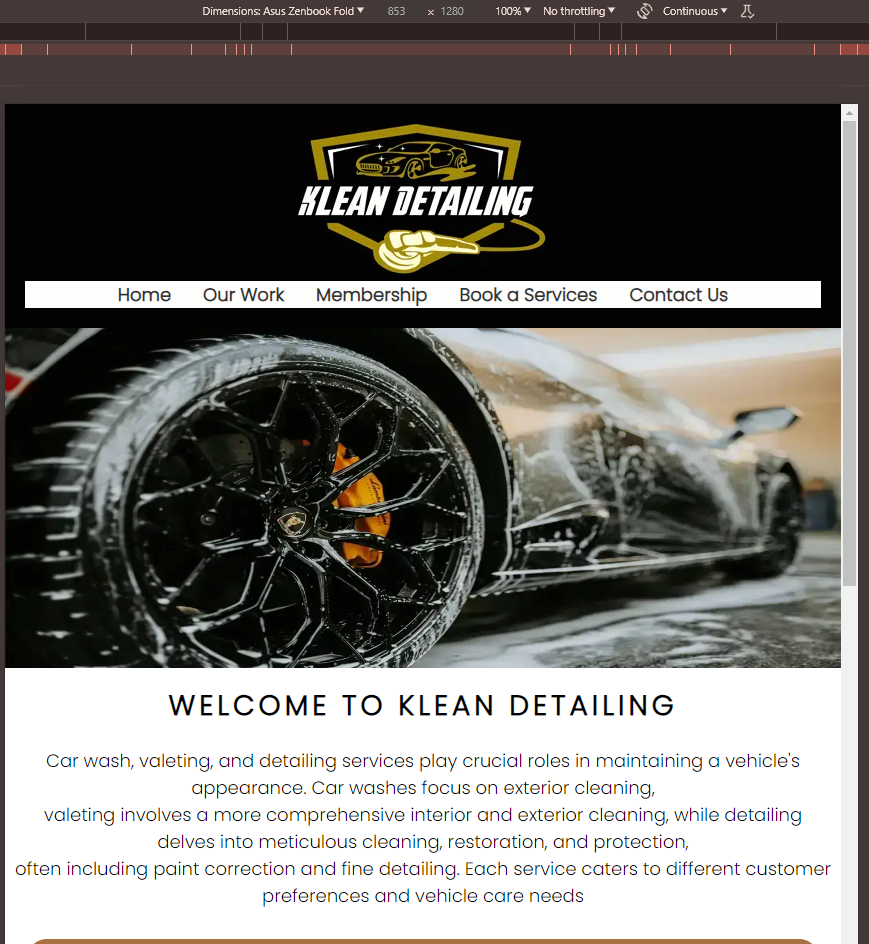 Dimensions: Asus Zenbook Fold 853 × 1280 100% No throttling Continuous
KLEAN DETAILING
Home Our Work Membership Book a Services Contact Us
WELCOME TO KLEAN DETAILING
Car wash, valeting, and detailing services play crucial roles in maintaining a vehicle's
appearance. Car washes focus on exterior cleaning,
valeting involves a more comprehensive interior and exterior cleaning, while detailing
delves into meticulous cleaning, restoration, and protection,
often including paint correction and fine detailing. Each service caters to different customer
preferences and vehicle care needs